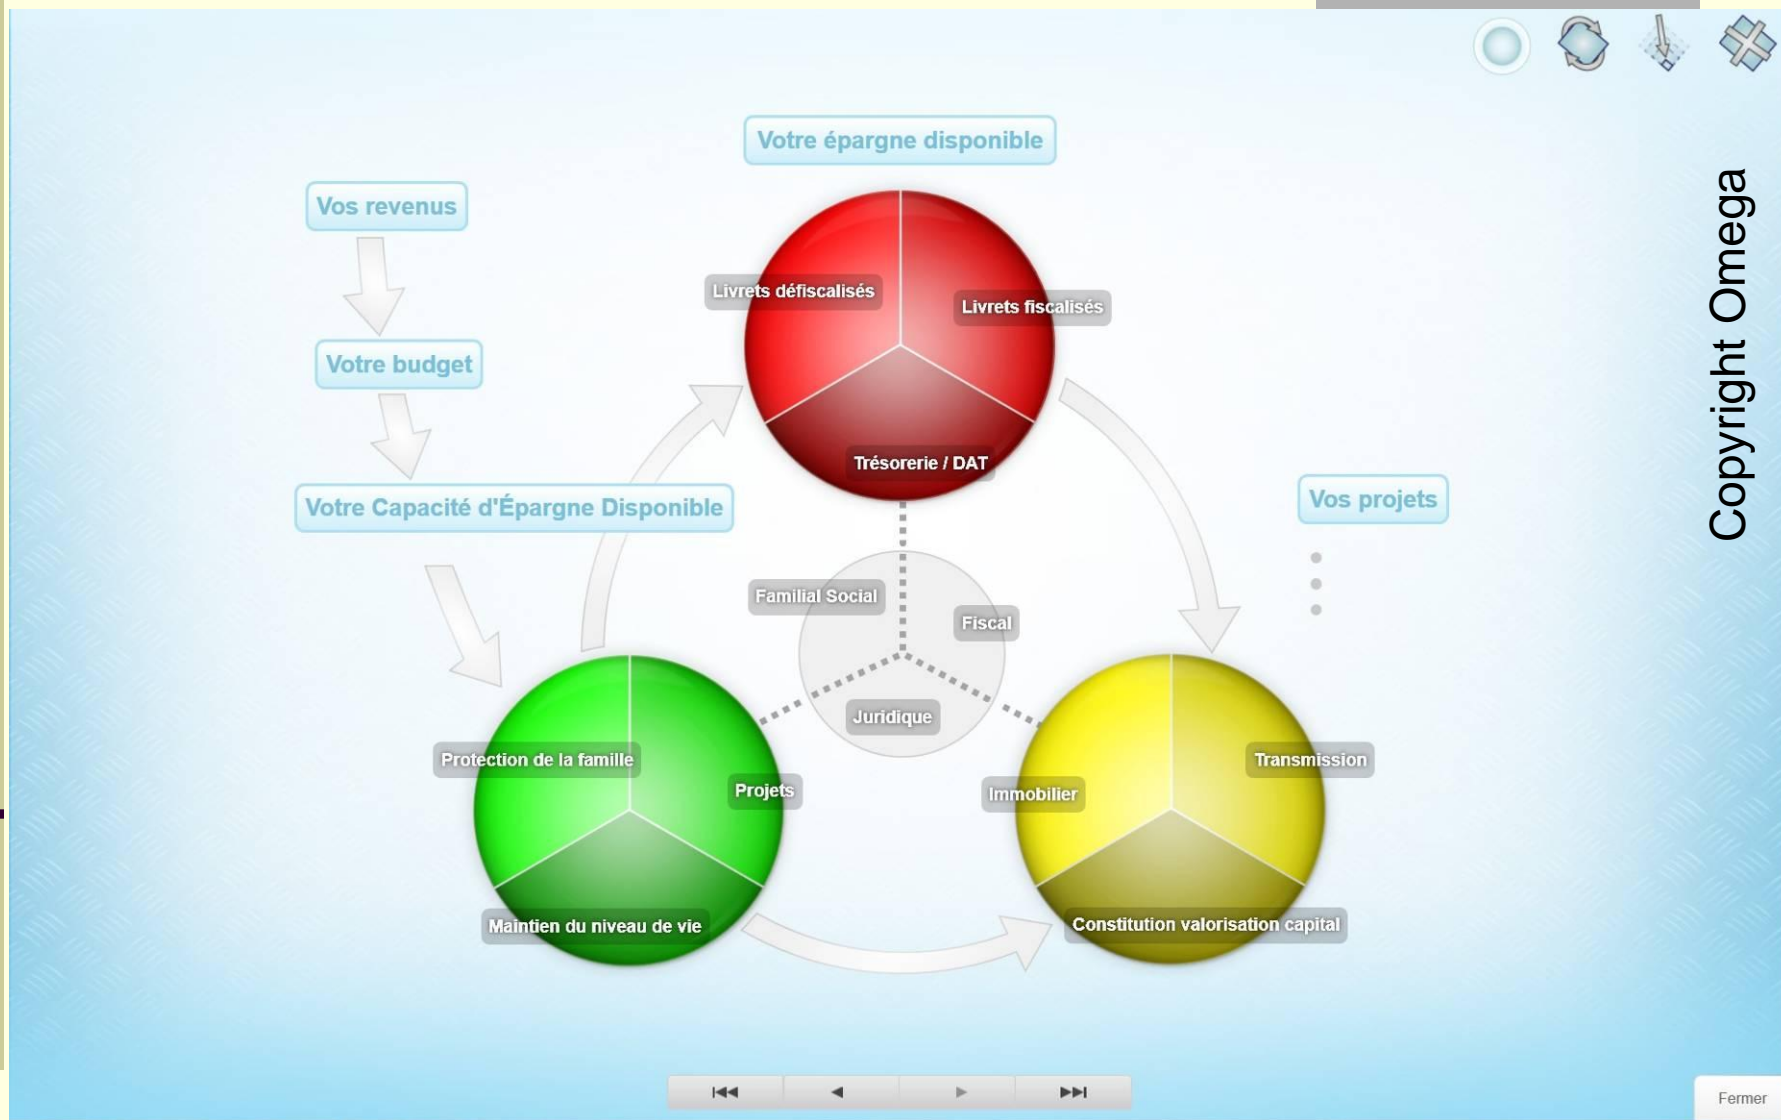 Votre épargne disponible
Vos revenus
Livrets défiscalisés
Livrets fiscalisés
Votre budget
Trésorerie / DAT
Votre Capacité d'Épargne Disponible
Vos projets
Familial Social
Fiscal
Juridique
Protection de la famille
Projets
Maintien du niveau de vie
Immobilier
Transmission
Constitution valorisation capital
Copyright Omega
Fermer